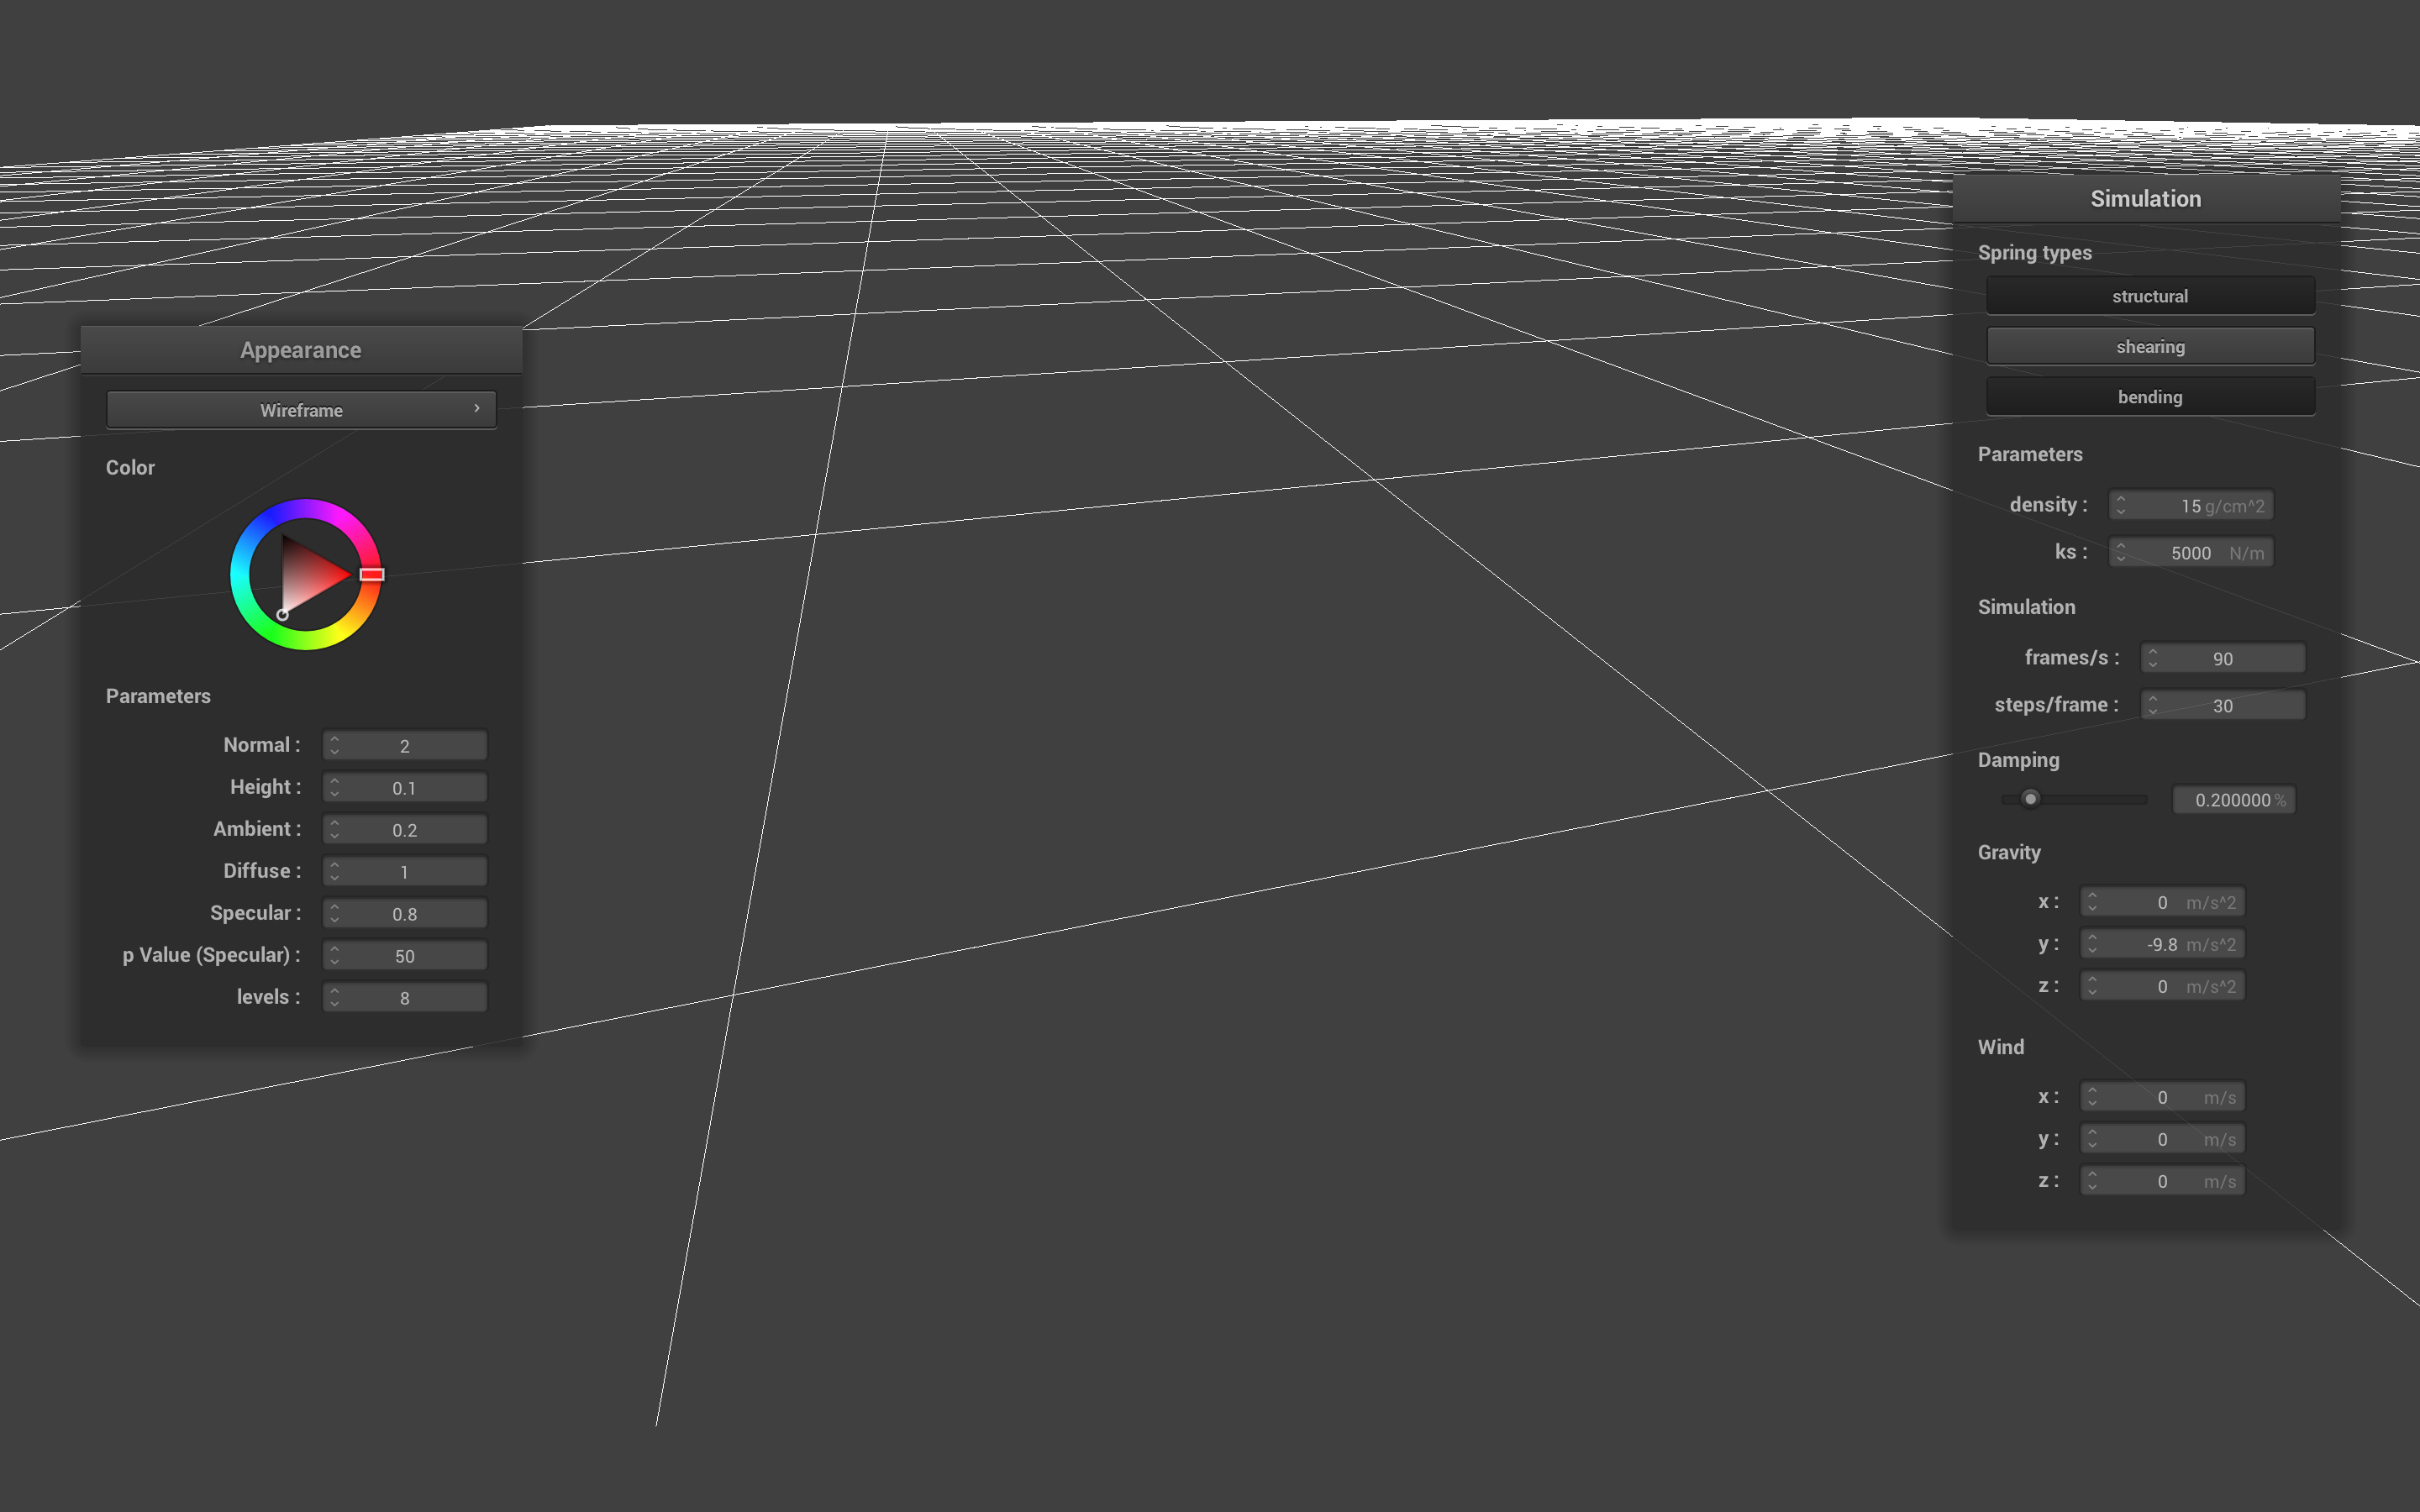 Appearance
Wireframe
Color
Parameters
Normal : 2
Height : 0.1
Ambient : 0.2
Diffuse : 1
Specular : 0.8
p Value (Specular) : 50
levels : 8
Simulation
Spring types
structural
shearing
bending
Parameters
density : 15 g/cm^2
ks : 5000 N/m
Simulation
frames/s : 90
steps/frame : 30
Damping
0.200000 %
Gravity
x : 0 m/s^2
y : -9.8 m/s^2
z : 0 m/s^2
Wind
x : 0 m/s
y : 0 m/s
z : 0 m/s